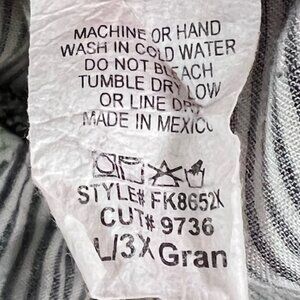 MACHINE OR HAND
WASH IN COLD WATER
DO NOT BLEACH
TUMBLE DRY LOW
OR LINE DRY
MADE IN MEXICO
STYLE# FK8652X
CUT# 9736
L/3X Gran